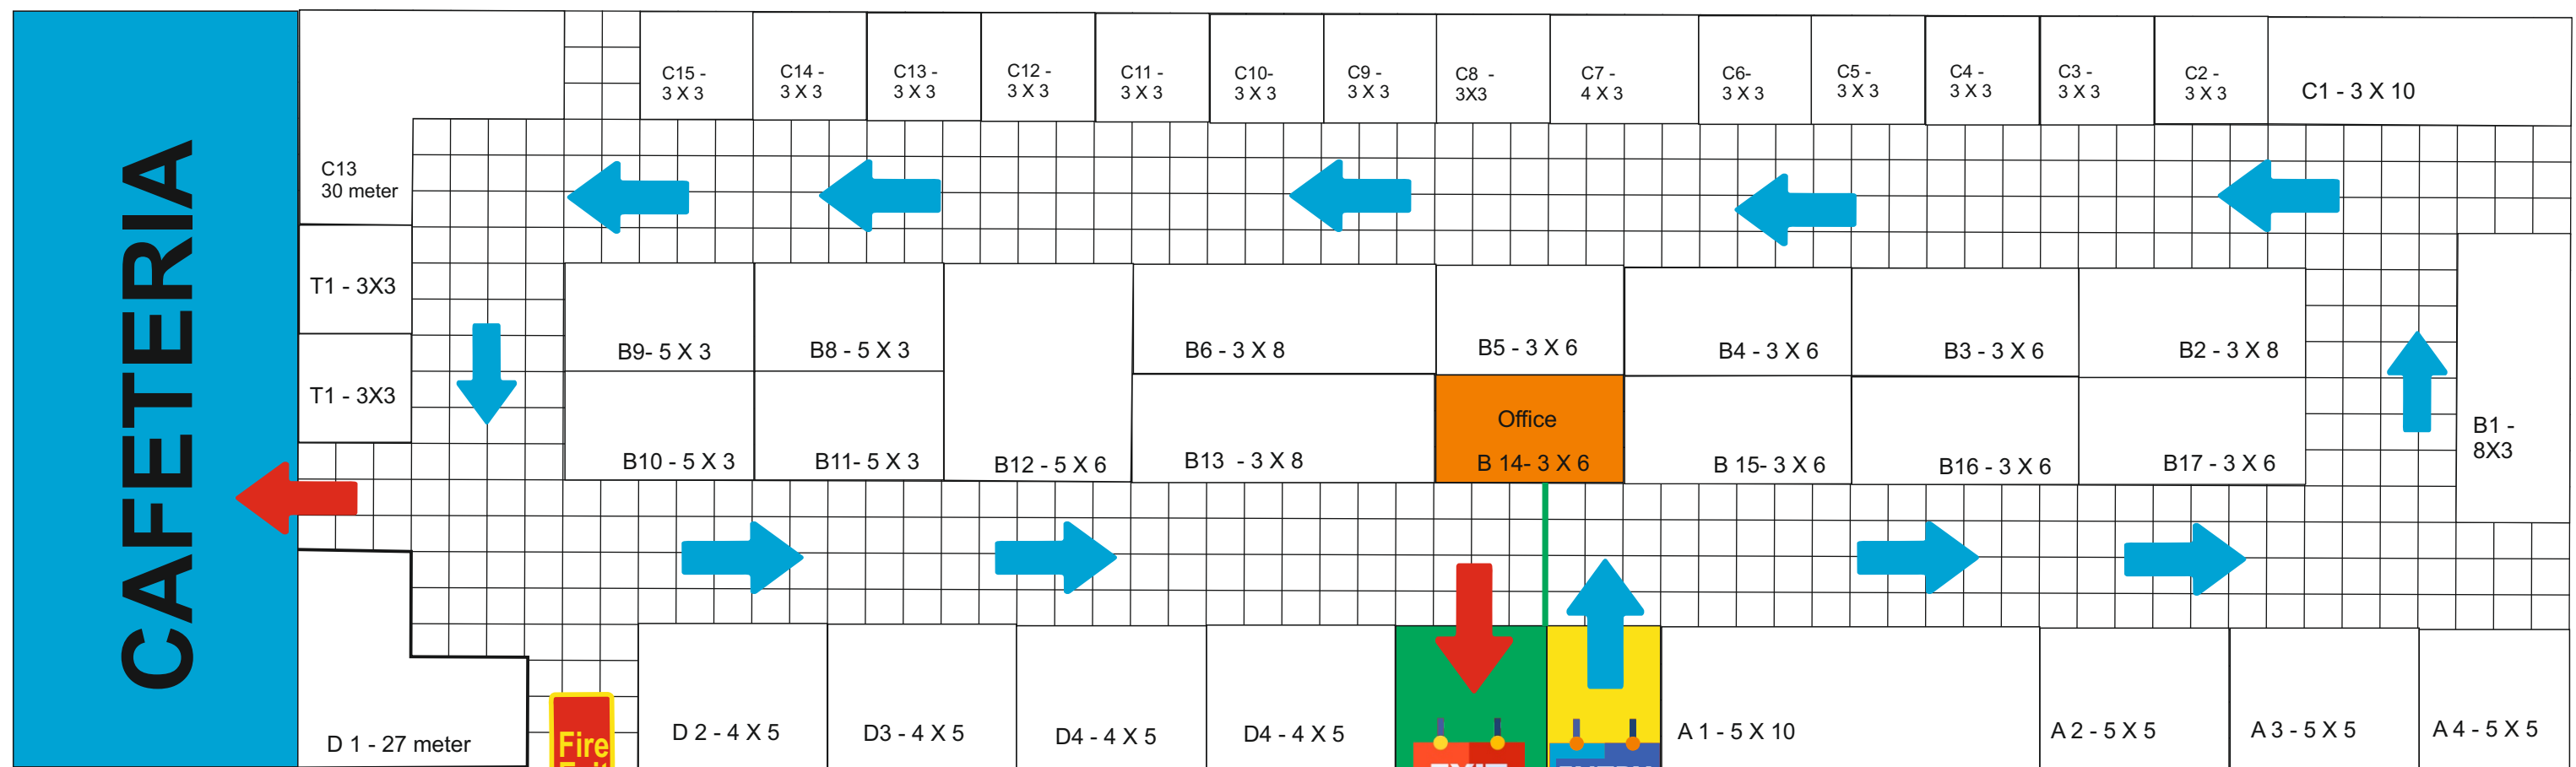 CAFETERIA
C15 -
3 X 3
C14 -
3 X 3
C13 -
3 X 3
C12 -
3 X 3
C11 -
3 X 3
C10-
3 X 3
C9 -
3 X 3
C8 -
3X3
C7 -
4 X 3
C6-
3 X 3
C5 -
3 X 3
C4 -
3 X 3
C3 -
3 X 3
C2 -
3 X 3
C1 - 3 X 10
C13
30 meter
T1 - 3X3
T1 - 3X3
B9- 5 X 3
B8 - 5 X 3
B6 - 3 X 8
B5 - 3 X 6
B4 - 3 X 6
B3 - 3 X 6
B2 - 3 X 8
B10 - 5 X 3
B11- 5 X 3
B12 - 5 X 6
B13 - 3 X 8
Office
B 14- 3 X 6
B 15- 3 X 6
B16 - 3 X 6
B17 - 3 X 6
B1 -
8X3
D 1 - 27 meter
Fire
Exit
D 2 - 4 X 5
D3 - 4 X 5
D4 - 4 X 5
D4 - 4 X 5
EXIT
A 1 - 5 X 10
A 2 - 5 X 5
A 3 - 5 X 5
A 4 - 5 X 5